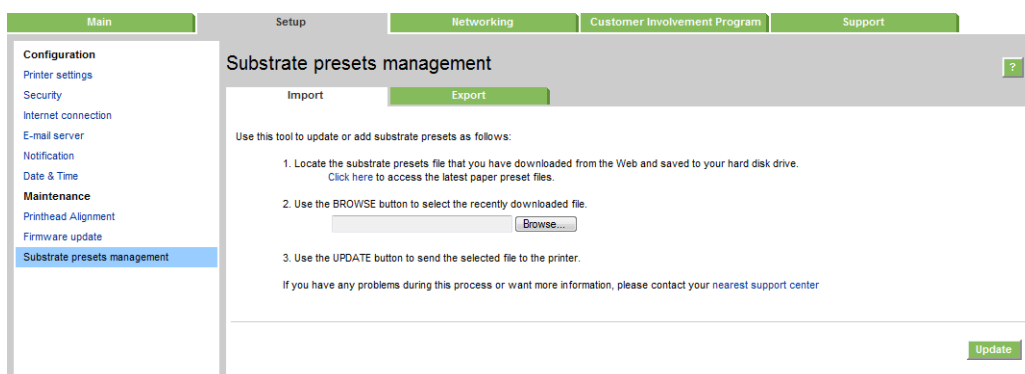 Main Setup Networking Customer Involvement Program Support
Configuration
Printer settings
Security
Internet connection
E-mail server
Notification
Date & Time
Maintenance
Printhead Alignment
Firmware update
Substrate presets management
Substrate presets management
?
Import Export
Use this tool to update or add substrate presets as follows:
1. Locate the substrate presets file that you have downloaded from the Web and saved to your hard disk drive.
Click here to access the latest paper preset files.
2. Use the BROWSE button to select the recently downloaded file.
Browse...
3. Use the UPDATE button to send the selected file to the printer.
If you have any problems during this process or want more information, please contact your nearest support center
Update